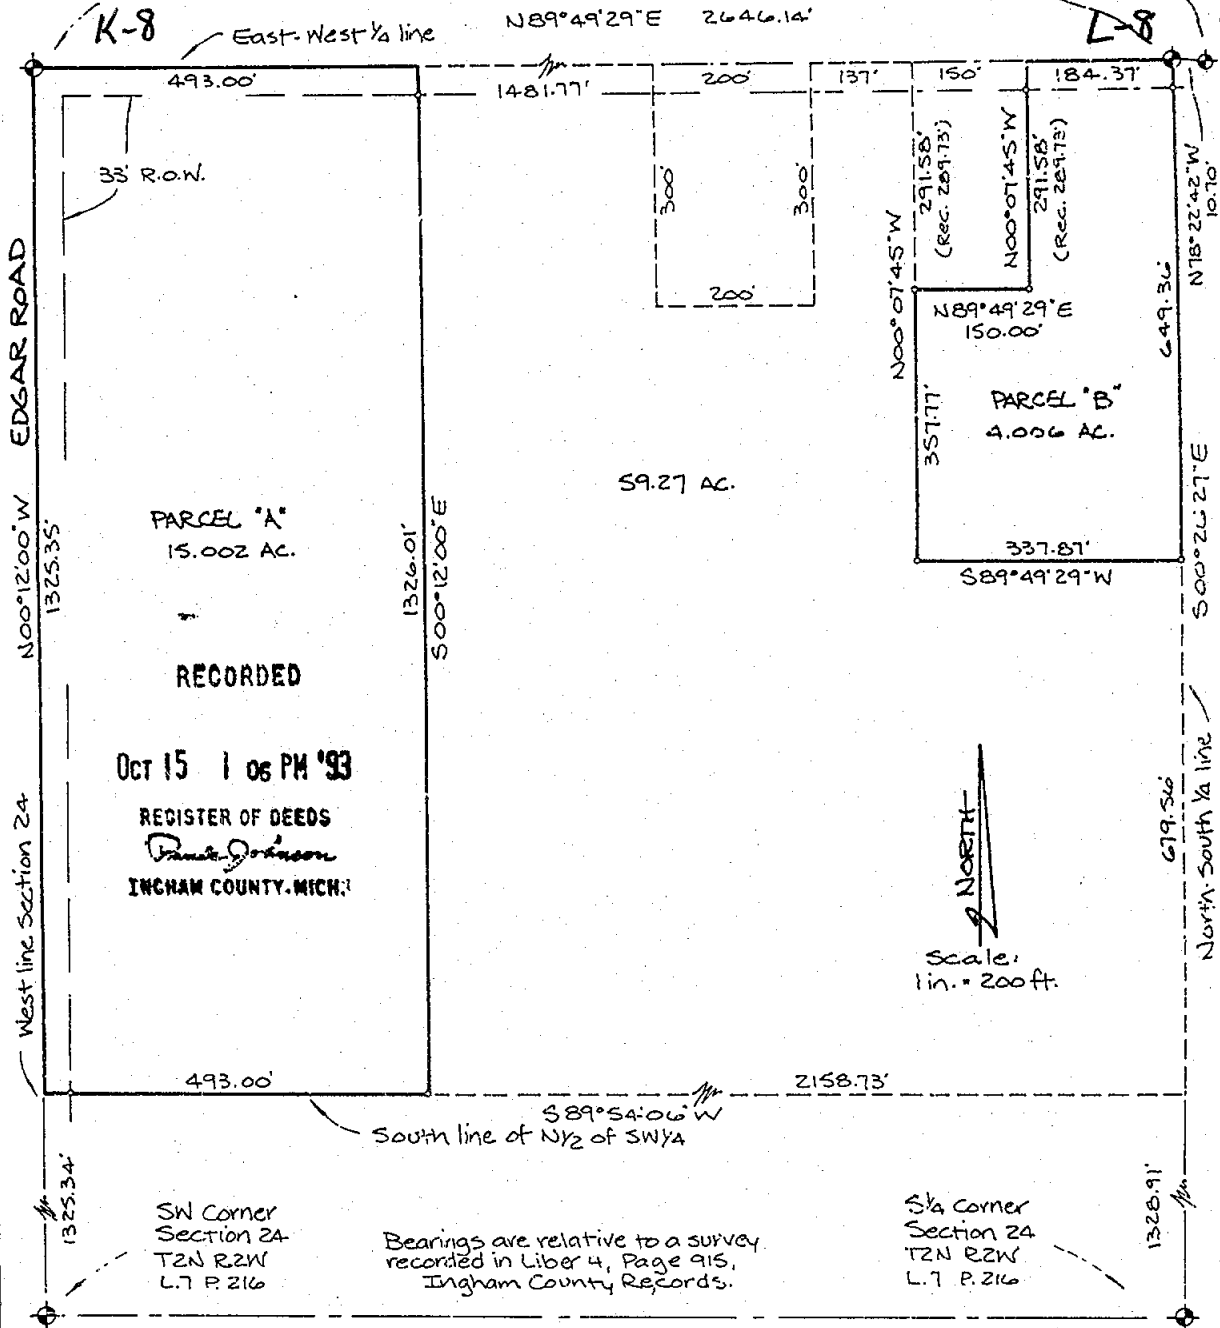 K-8
East-West ¼ line
N89°49'29"E 2646.14'
L-8
493.00'
1481.77'
200'
137'
150'
184.37'
33' R.O.W.
300'
300'
200'
291.58'
(Rec. 289.73')
N00°07'45"W
291.58'
(Rec. 289.73')
N78°22'42"W
10.70'
N00°07'45"W
N89°49'29"E
150.00'
649.36'
EDGAR ROAD
PARCEL "B"
4.006 AC.
357.77'
59.27 AC.
S00°26'27"E
PARCEL "A"
15.002 AC.
N00°12'00"W
1325.35'
1326.01'
S00°12'00"E
337.87'
S89°49'29"W
RECORDED
OCT 15 1 06 PM '93
REGISTER OF DEEDS
INGHAM COUNTY, MICH.
West line Section 24
NORTH
Scale:
1 in. = 200 ft.
679.56'
North-South ¼ line
493.00'
2158.73'
S89°54'06"W
South line of N½ of SW¼
1325.34'
1328.91'
SW Corner
Section 24
T2N R2W
L.7 P.216
Bearings are relative to a survey
recorded in Liber 4, Page 915,
Ingham County Records.
S¼ Corner
Section 24
T2N R2W
L.7 P.216